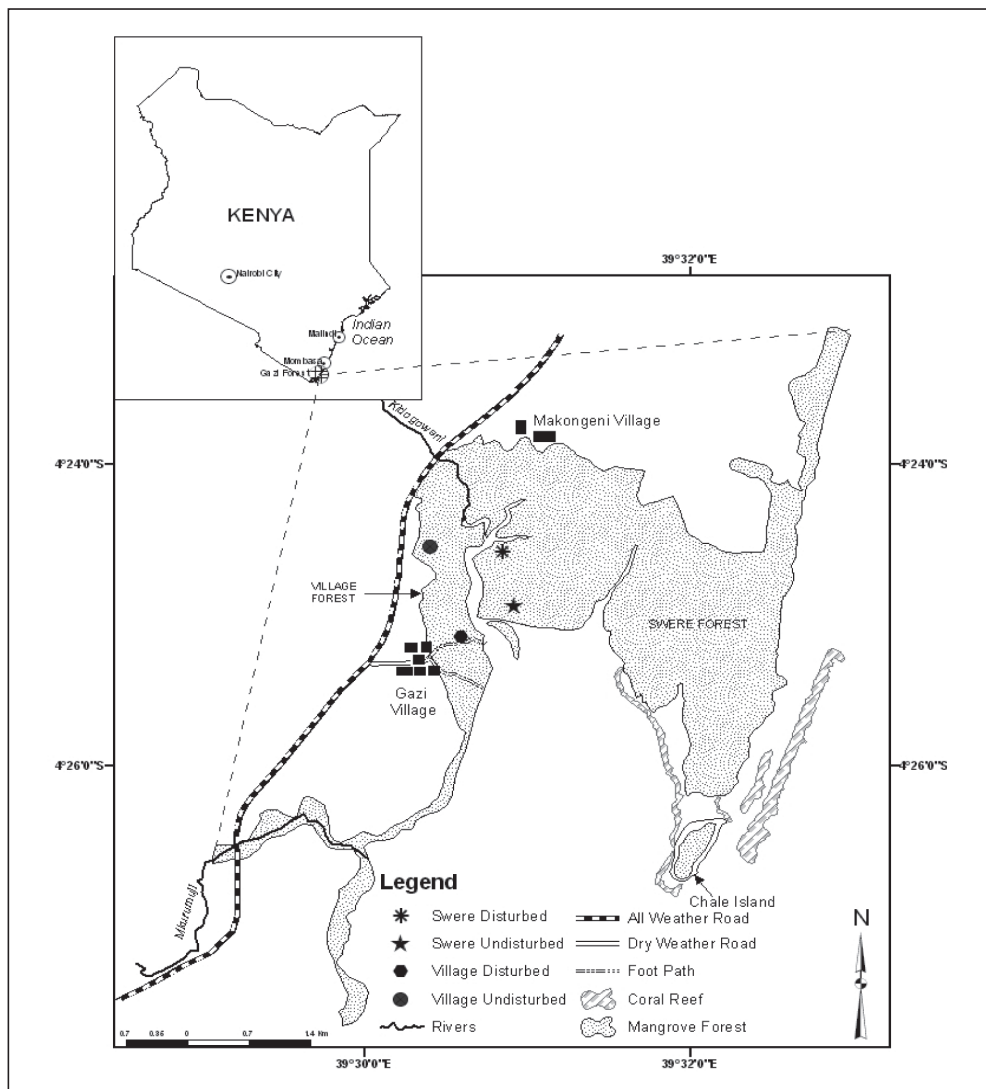 KENYA
Nairobi City
Malindi
Indian
Ocean
Mombasa
Gazi Forest
39°32'0"E
Kidogoweni
Makongeni Village
4°24'0"S
4°24'0"S
VILLAGE
FOREST
SWERE FOREST
Gazi
Village
4°26'0"S
4°26'0"S
Chale Island
Legend
Swere Disturbed
All Weather Road
Swere Undisturbed
Dry Weather Road
Village Disturbed
Foot Path
Village Undisturbed
Coral Reef
Rivers
Mangrove Forest
N
0.7 0.35 0 0.7 1.4 Km
39°30'0"E
39°32'0"E